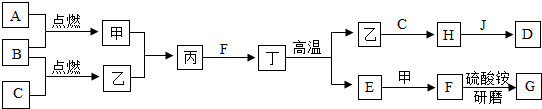 A 点燃 甲 乙 C H J D
B 丙 F 丁 高温
点燃 E 甲 F 硫酸铵 G
C 乙 研磨